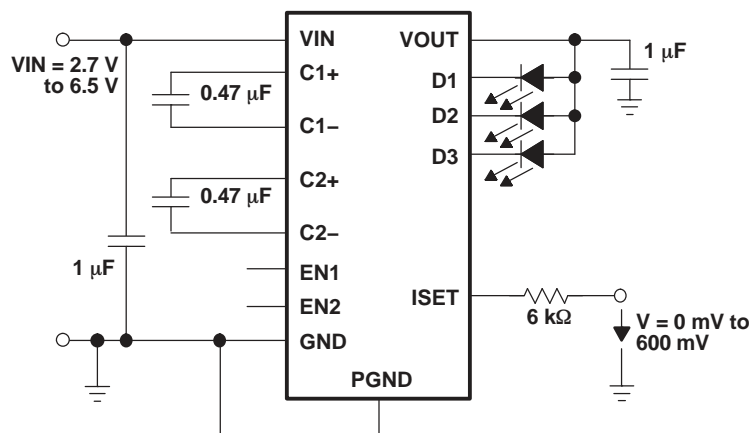 VIN
VOUT
VIN = 2.7 V
to 6.5 V
C1+
0.47 μF
C1−
1 μF
D1
D2
D3
C2+
0.47 μF
C2−
1 μF
EN1
EN2
ISET
6 kΩ
V = 0 mV to
600 mV
GND
PGND